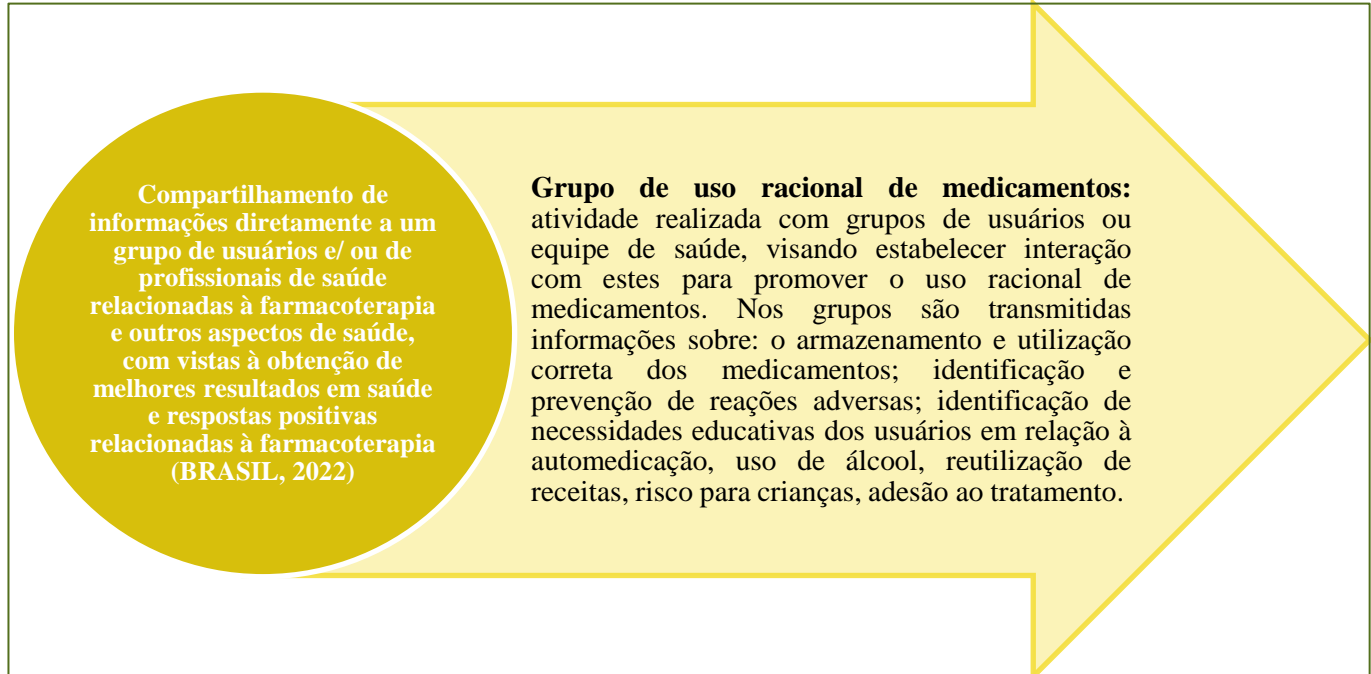 Compartilhamento de
informações diretamente a um
grupo de usuários e/ ou de
profissionais de saúde
relacionadas à farmacoterapia
e outros aspectos de saúde,
com vistas à obtenção de
melhores resultados em saúde
e respostas positivas
relacionadas à farmacoterapia
(BRASIL, 2022)
Grupo de uso racional de medicamentos:
atividade realizada com grupos de usuários ou
equipe de saúde, visando estabelecer interação
com estes para promover o uso racional de
medicamentos. Nos grupos são transmitidas
informações sobre: o armazenamento e utilização
correta dos medicamentos; identificação e
prevenção de reações adversas; identificação de
necessidades educativas dos usuários em relação à
automedicação, uso de álcool, reutilização de
receitas, risco para crianças, adesão ao tratamento.